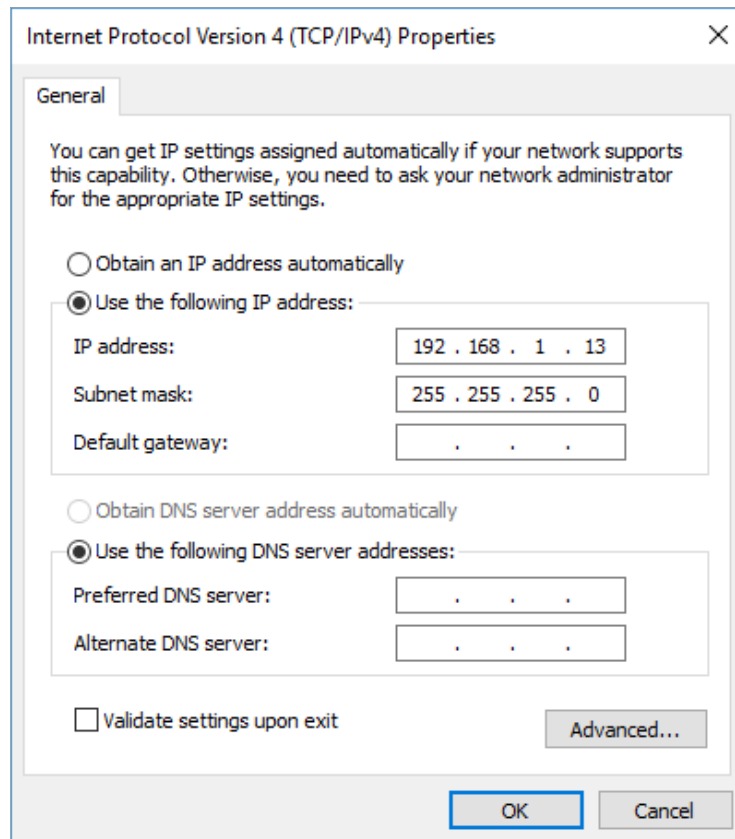 Internet Protocol Version 4 (TCP/IPv4) Properties
General
You can get IP settings assigned automatically if your network supports
this capability. Otherwise, you need to ask your network administrator
for the appropriate IP settings.
Obtain an IP address automatically
Use the following IP address:
IP address: 192 . 168 . 1 . 13
Subnet mask: 255 . 255 . 255 . 0
Default gateway: . . .
Obtain DNS server address automatically
Use the following DNS server addresses:
Preferred DNS server: . . .
Alternate DNS server: . . .
Validate settings upon exit
Advanced...
OK Cancel